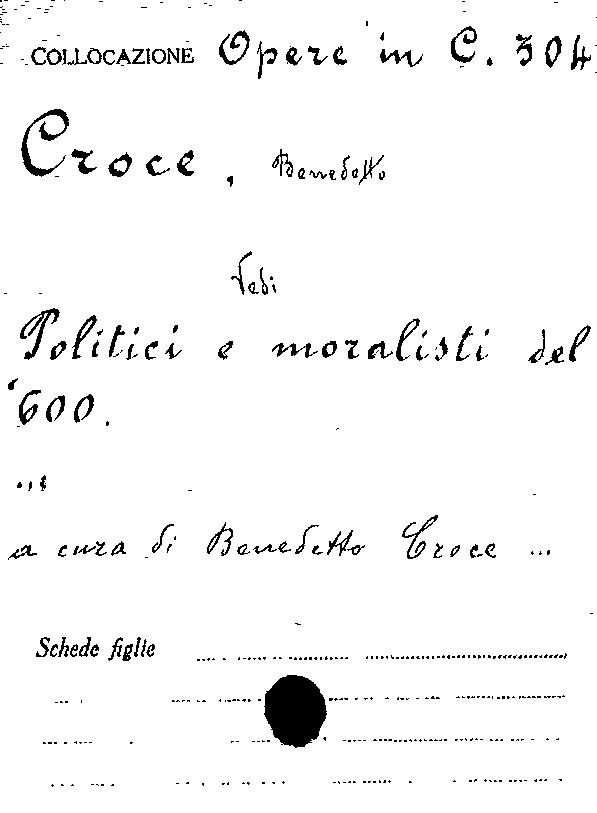 COLLOCAZIONE Opere in C. 304
Croce, Benedetto
Vedi
Politici e moralisti del
'600.
...
a cura di Benedetto Croce ...
Schede figlie